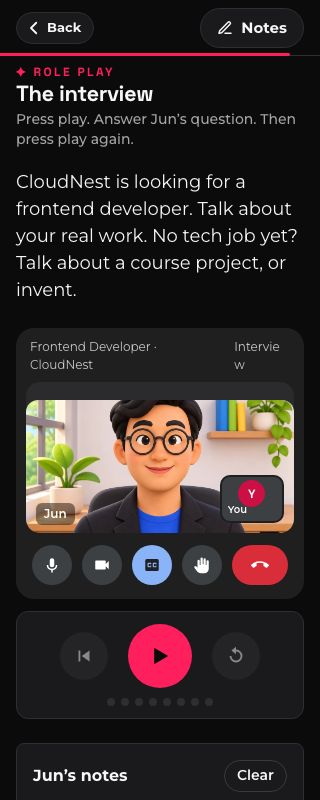 Back
Notes
ROLE PLAY
The interview
Press play. Answer Jun’s question. Then
press play again.
CloudNest is looking for a
frontend developer. Talk about
your real work. No tech job yet?
Talk about a course project, or
invent.
Frontend Developer ·
CloudNest
Intervie
w
Jun
Y
You
CC
Jun’s notes
Clear